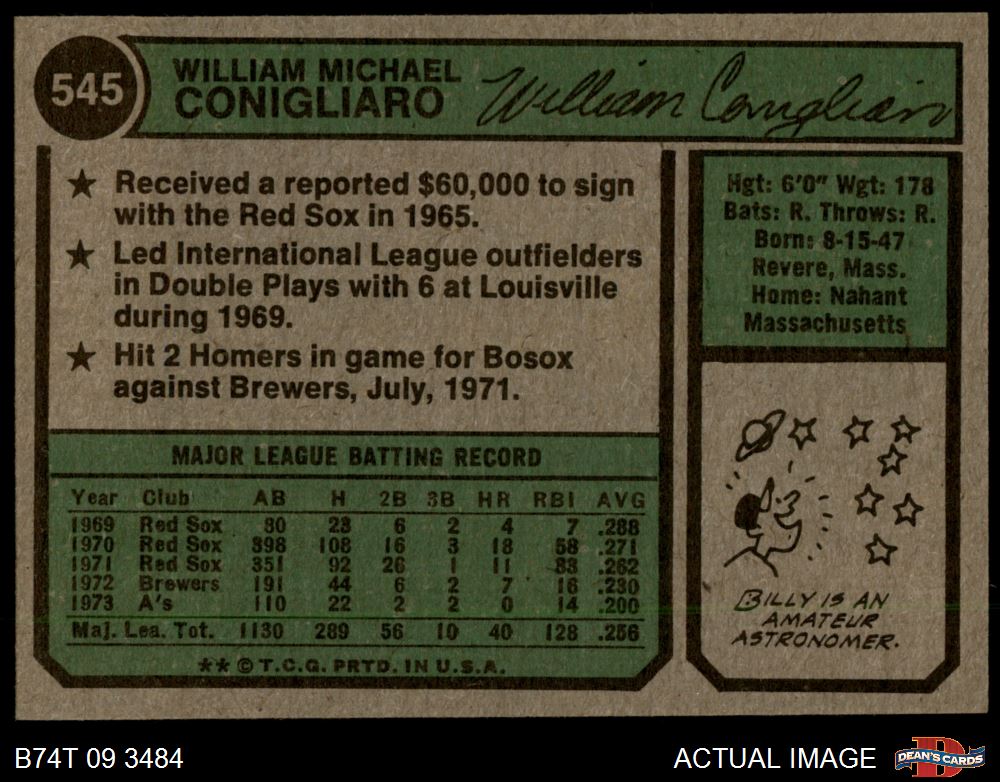 545
WILLIAM MICHAEL
CONIGLIARO
William Conigliaro
★ Received a reported $60,000 to sign
with the Red Sox in 1965.
★ Led International League outfielders
in Double Plays with 6 at Louisville
during 1969.
★ Hit 2 Homers in game for Bosox
against Brewers, July, 1971.
MAJOR LEAGUE BATTING RECORD
Year Club AB H 2B 3B HR RBI AVG
1969 Red Sox 80 23 6 2 4 7 .288
1970 Red Sox 398 108 16 3 18 58 .271
1971 Red Sox 351 92 26 1 11 33 .262
1972 Brewers 191 44 6 2 7 16 .230
1973 A's 110 22 2 2 0 14 .200
Maj. Lea. Tot. 1130 289 56 10 40 128 .256
** © T.C.G. PRTD. IN U.S.A.
Hgt: 6'0" Wgt: 178
Bats: R. Throws: R.
Born: 8-15-47
Revere, Mass.
Home: Nahant
Massachusetts
BILLY IS AN
AMATEUR
ASTRONOMER.
B74T 09 3484
ACTUAL IMAGE
DEAN'S CARDS